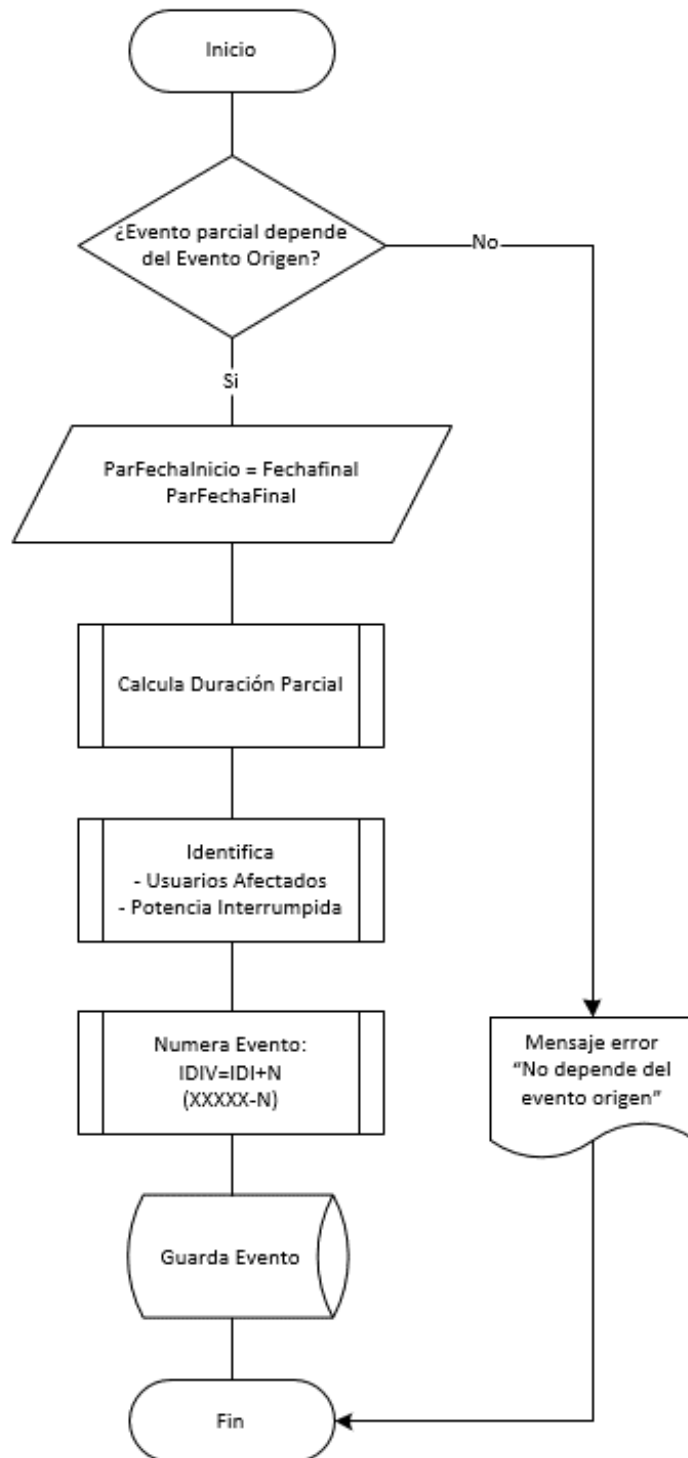 Inicio
¿Evento parcial depende
del Evento Origen?
No
Si
ParFechaInicio = Fechafinal
ParFechaFinal
Calcula Duración Parcial
Identifica
- Usuarios Afectados
- Potencia Interrumpida
Numera Evento:
IDIV=IDI+N
(XXXXX-N)
Mensaje error
“No depende del
evento origen”
Guarda Evento
Fin